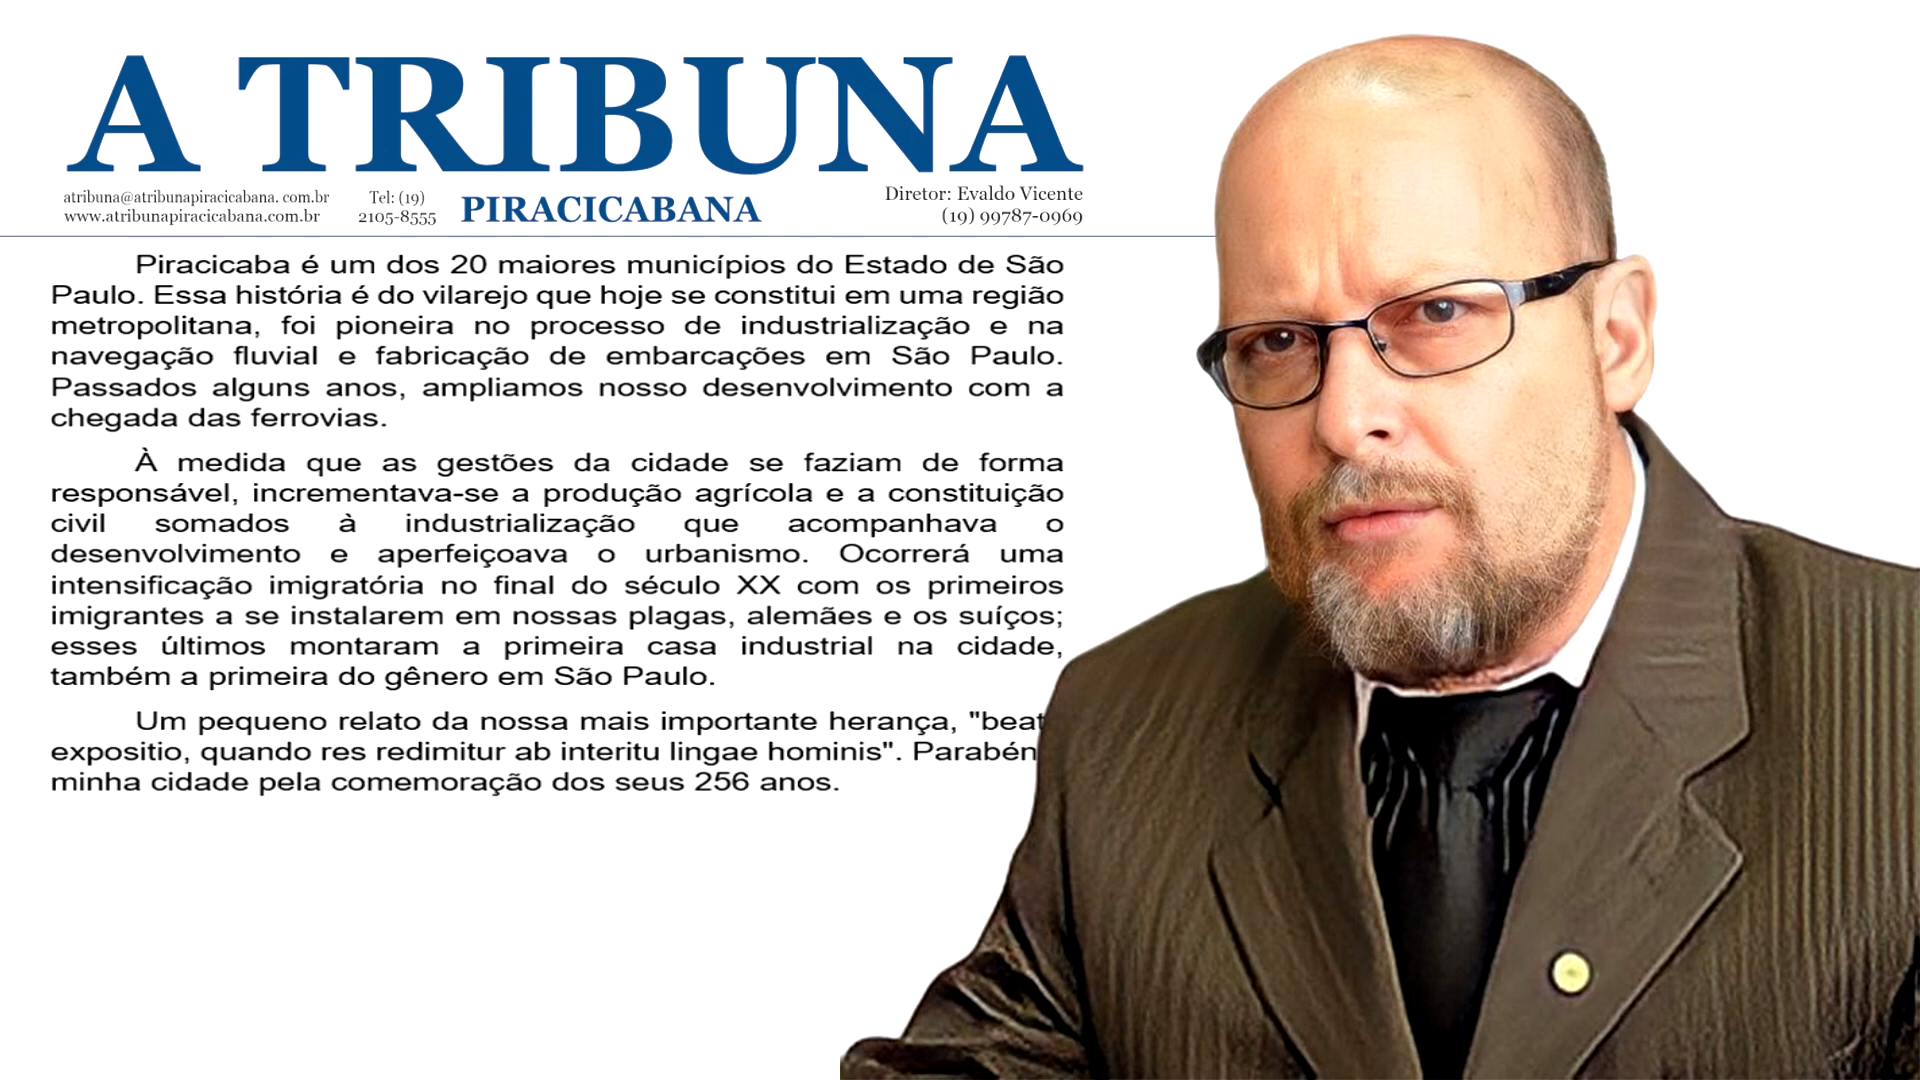 A TRIBUNA
atribuna@atribunapiracicabana. com.br
www.atribunapiracicabana.com.br
Tel: (19)
2105-8555
PIRACICABANA
Diretor: Evaldo Vicente
(19) 99787-0969
Piracicaba é um dos 20 maiores municípios do Estado de São
Paulo. Essa história é do vilarejo que hoje se constitui em uma região
metropolitana, foi pioneira no processo de industrialização e na
navegação fluvial e fabricação de embarcações em São Paulo.
Passados alguns anos, ampliamos nosso desenvolvimento com a
chegada das ferrovias.
À medida que as gestões da cidade se faziam de forma
responsável, incrementava-se a produção agrícola e a constituição
civil somados à industrialização que acompanhava o
desenvolvimento e aperfeiçoava o urbanismo. Ocorrerá uma
intensificação imigratória no final do século XX com os primeiros
imigrantes a se instalarem em nossas plagas, alemães e os suíços;
esses últimos montaram a primeira casa industrial na cidade,
também a primeira do gênero em São Paulo.
Um pequeno relato da nossa mais importante herança, "beat
expositio, quando res redimitur ab interitu lingae hominis". Parabén
minha cidade pela comemoração dos seus 256 anos.